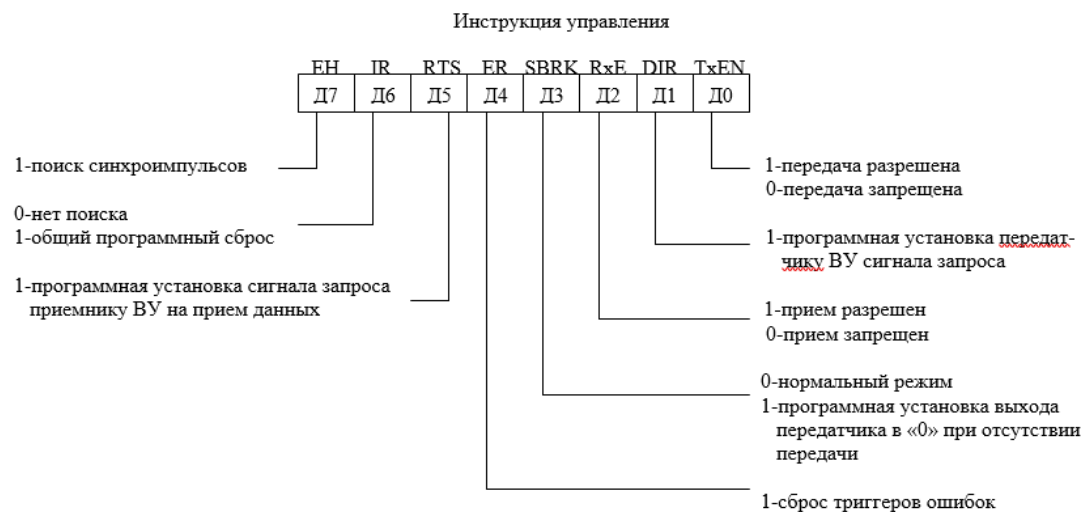 Инструкция управления
EH IR RTS ER SBRK RxE DIR TxEN
Д7 Д6 Д5 Д4 Д3 Д2 Д1 Д0
1-поиск синхроимпульсов
0-нет поиска
1-общий программный сброс
1-программная установка сигнала запроса
приемнику ВУ на прием данных
1-передача разрешена
0-передача запрещена
1-программная установка передат-
чику ВУ сигнала запроса
1-прием разрешен
0-прием запрещен
0-нормальный режим
1-программная установка выхода
передатчика в «0» при отсутствии
передачи
1-сброс триггеров ошибок